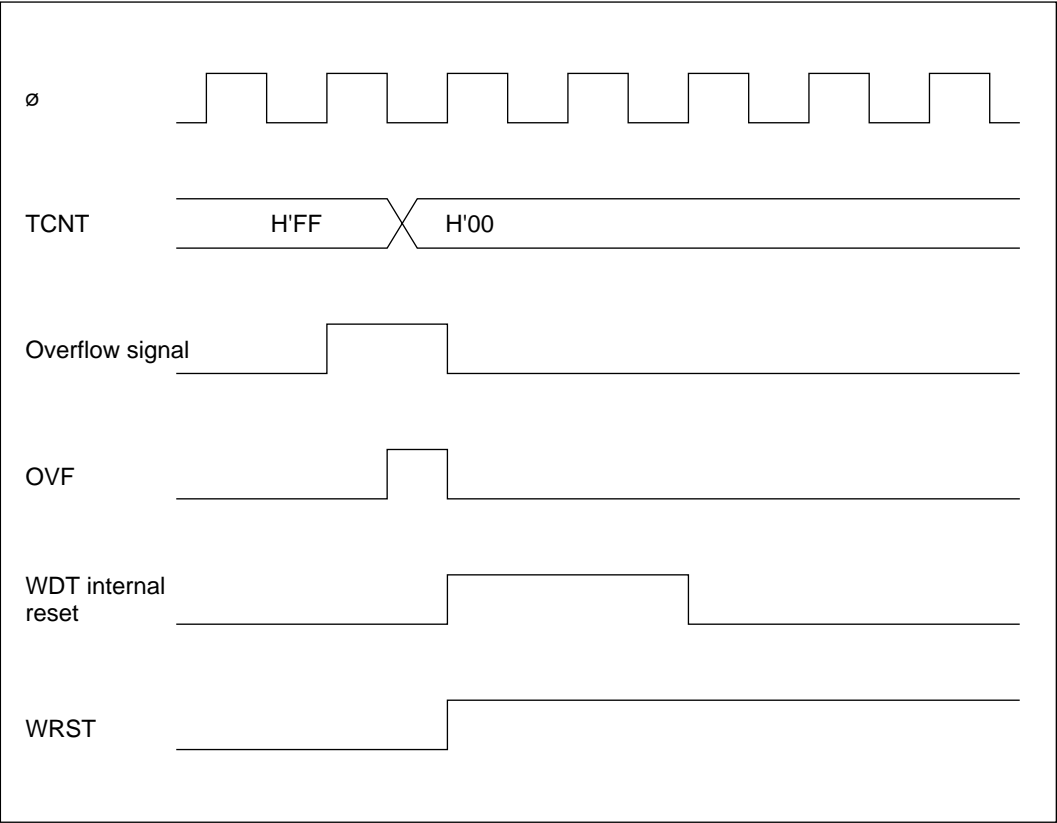 ø
TCNT
H'FF
H'00
Overflow signal
OVF
WDT internal
reset
WRST